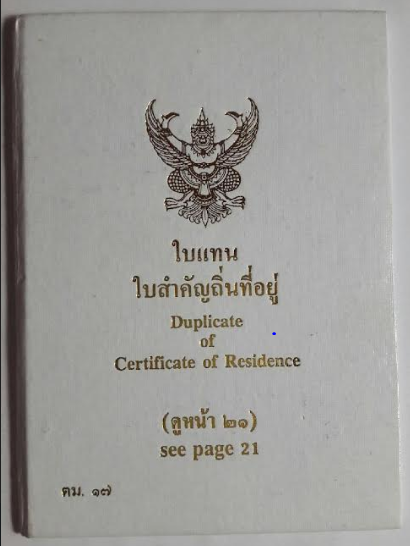 ใบแทน
ใบสำคัญถิ่นที่อยู่
Duplicate
of
Certificate of Residence
(ดูหน้า ๒๑)
see page 21
ตม. ๑๗